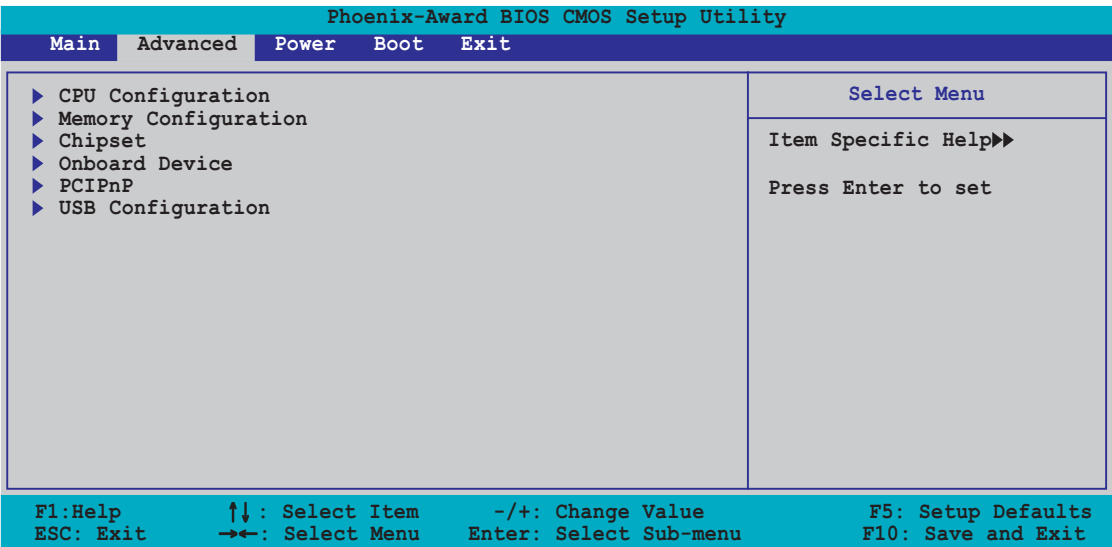 Phoenix-Award BIOS CMOS Setup Utility
Main Advanced Power Boot Exit
CPU Configuration
Memory Configuration
Chipset
Onboard Device
PCIPnP
USB Configuration
Select Menu
Item Specific Help
Press Enter to set
F1:Help ↑↓: Select Item -/+: Change Value F5: Setup Defaults
ESC: Exit →←: Select Menu Enter: Select Sub-menu F10: Save and Exit